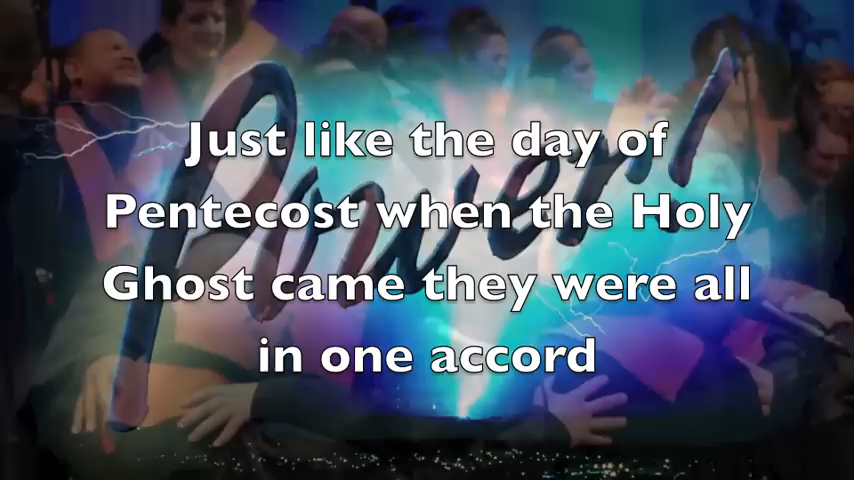 Power!
Just like the day of
Pentecost when the Holy
Ghost came they were all
in one accord